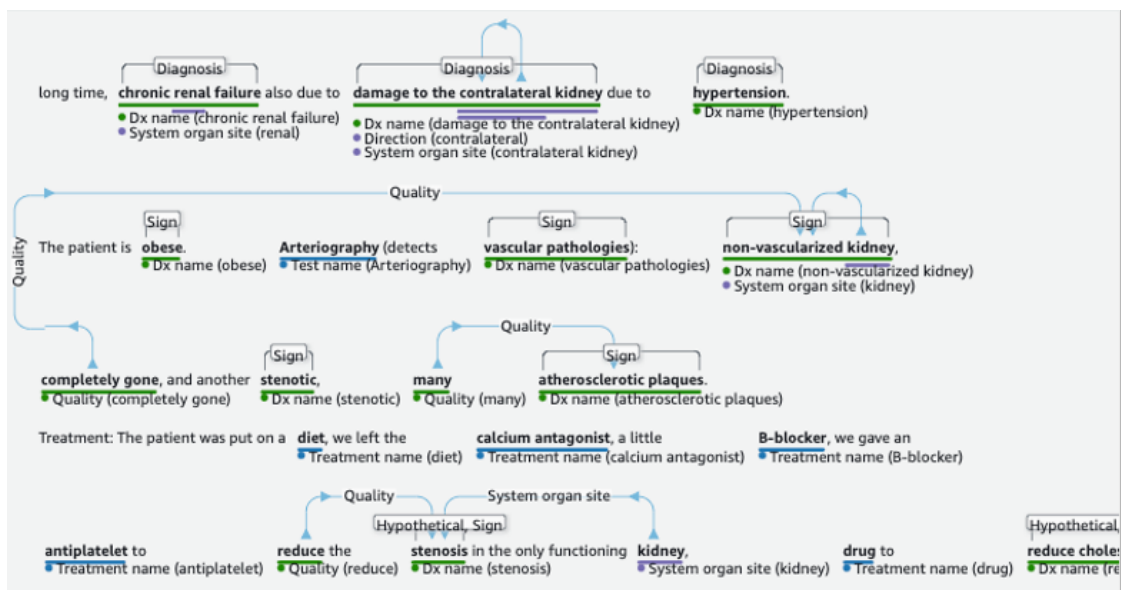 Diagnosis Diagnosis Diagnosis
long time, chronic renal failure also due to damage to the contralateral kidney due to hypertension.
Dx name (chronic renal failure) Dx name (damage to the contralateral kidney) Dx name (hypertension)
System organ site (renal) Direction (contralateral)
System organ site (contralateral kidney)
Quality
Sign Sign Sign
Quality
The patient is obese. Arteriography (detects vascular pathologies): non-vascularized kidney,
Dx name (obese) Test name (Arteriography) Dx name (vascular pathologies) Dx name (non-vascularized kidney)
System organ site (kidney)
Quality
Sign Sign
completely gone, and another stenotic, many atherosclerotic plaques.
Quality (completely gone) Dx name (stenotic) Quality (many) Dx name (atherosclerotic plaques)
Treatment: The patient was put on a diet, we left the calcium antagonist, a little B-blocker, we gave an
Treatment name (diet) Treatment name (calcium antagonist) Treatment name (B-blocker)
Quality System organ site
Hypothetical, Sign Hypothetical,
antiplatelet to reduce the stenosis in the only functioning kidney, drug to reduce
Treatment name (antiplatelet) Quality (reduce) Dx name (stenosis) System organ site (kidney) Treatment name (drug) Dx name